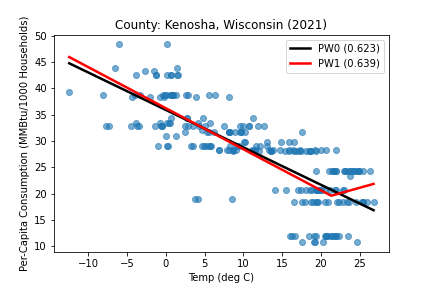 County: Kenosha, Wisconsin (2021)
PW0 (0.623)
PW1 (0.639)
Per-Capita Consumption (MMBtu/1000 Households)
50
45
40
35
30
25
20
15
10
−10 −5 0 5 10 15 20 25
Temp (deg C)